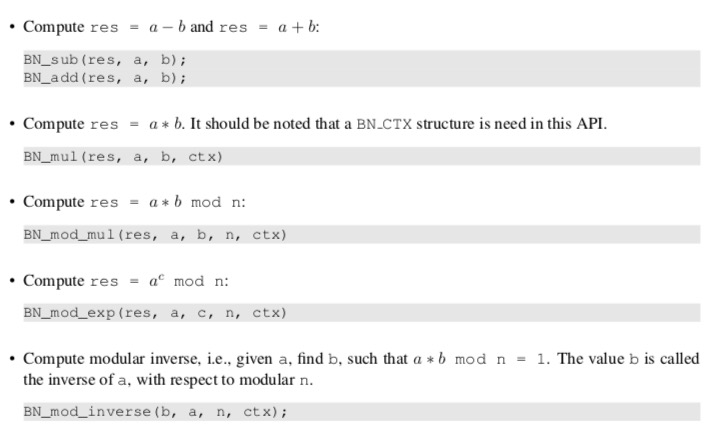 • Compute res = a − b and res = a + b:
BN_sub(res, a, b);
BN_add(res, a, b);
• Compute res = a ∗ b. It should be noted that a BN_CTX structure is need in this API.
BN_mul(res, a, b, ctx)
• Compute res = a ∗ b mod n:
BN_mod_mul(res, a, b, n, ctx)
• Compute res = a^c mod n:
BN_mod_exp(res, a, c, n, ctx)
• Compute modular inverse, i.e., given a, find b, such that a ∗ b mod n = 1. The value b is called
the inverse of a, with respect to modular n.
BN_mod_inverse(b, a, n, ctx);